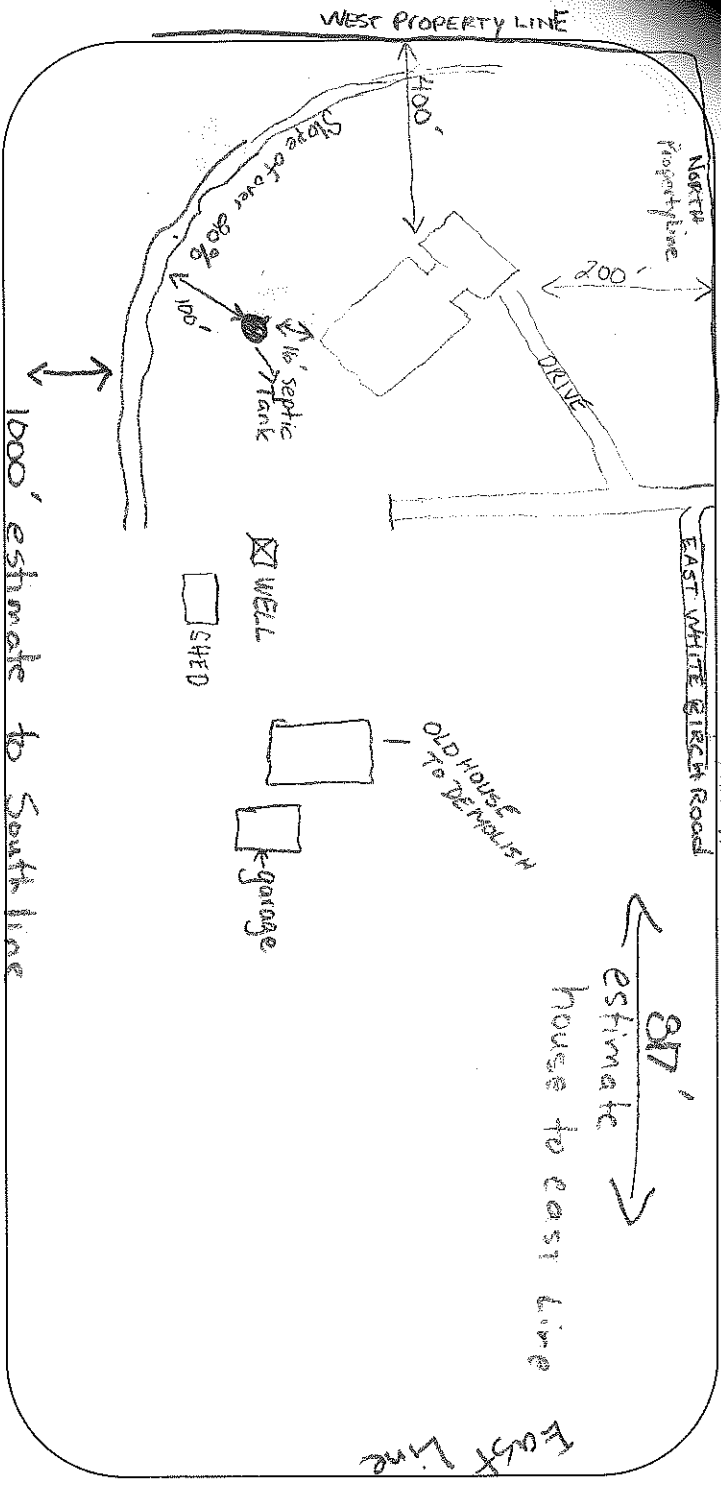 WEST PROPERTY LINE
NORTH
Property Line
400'
200'
Slope of over 20%
100'
16' septic
Tank
DRIVE
EAST WHITE BIRCH Road
WELL
SHED
OLD HOUSE
TO DEMOLISH
garage
estimate
house to east Line
East
Line
1000' estimate to South line